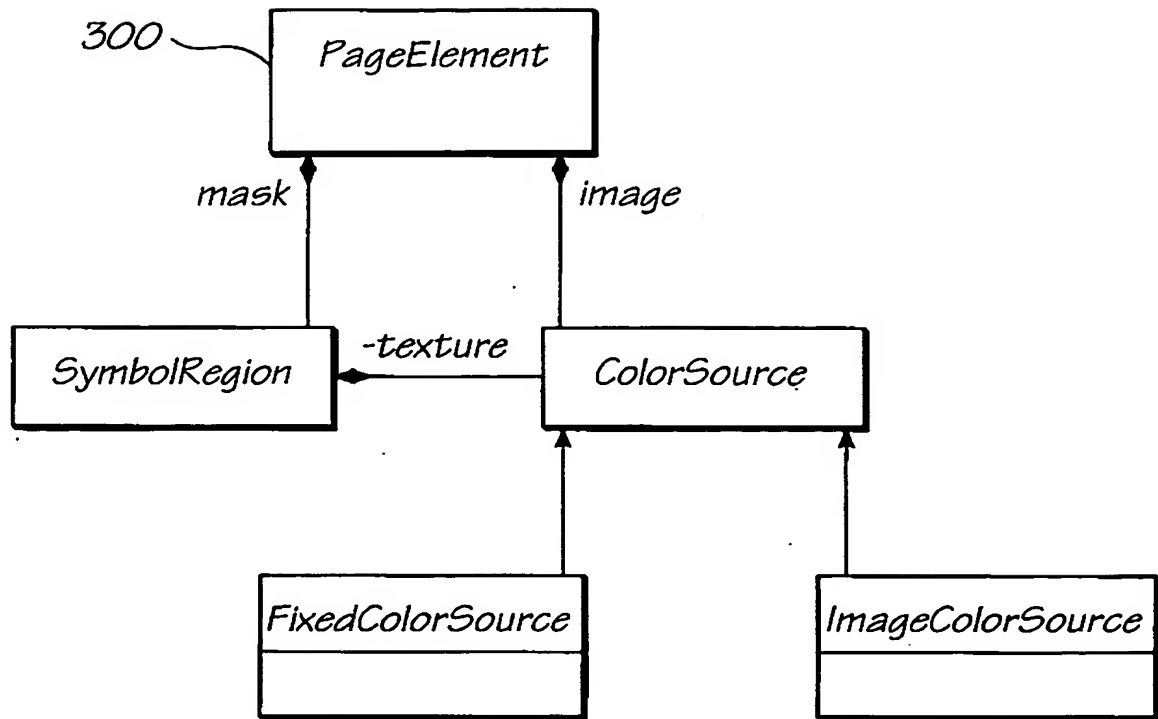 300
PageElement
mask
image
SymbolRegion
-texture
ColorSource
FixedColorSource
ImageColorSource